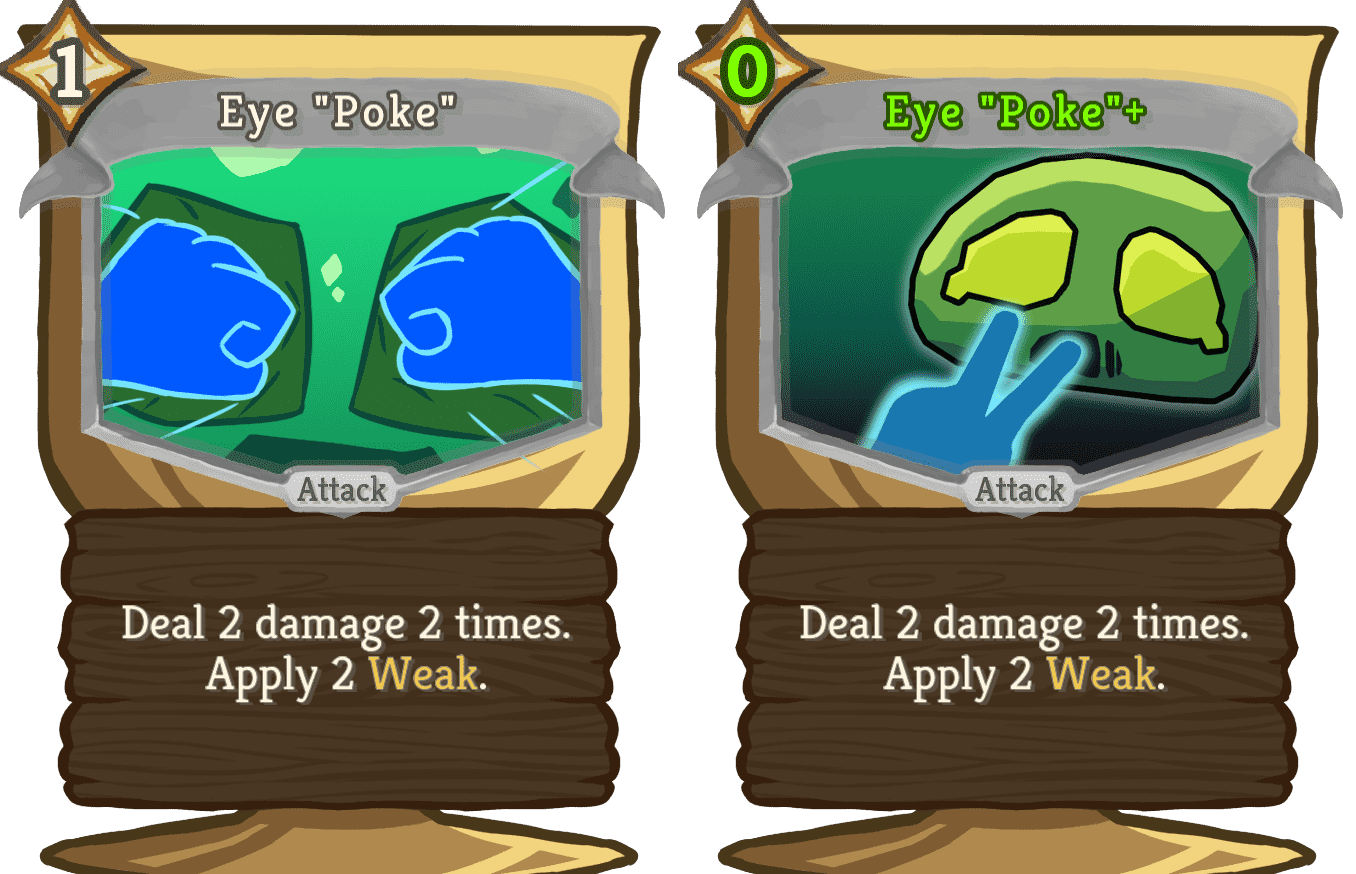 1
Eye "Poke"
Attack
Deal 2 damage 2 times.
Apply 2 Weak.
0
Eye "Poke"+
Attack
Deal 2 damage 2 times.
Apply 2 Weak.